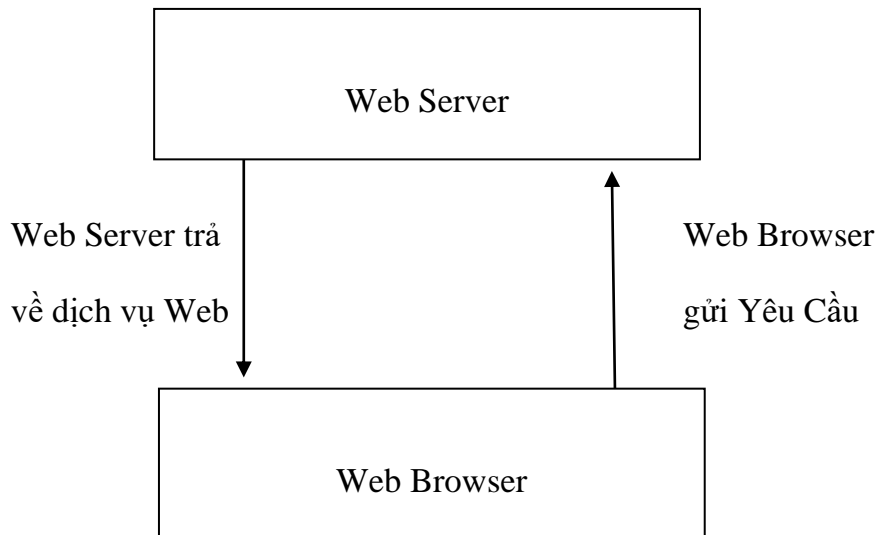 Web Server
Web Server trả
về dịch vụ Web
Web Browser
gửi Yêu Cầu
Web Browser